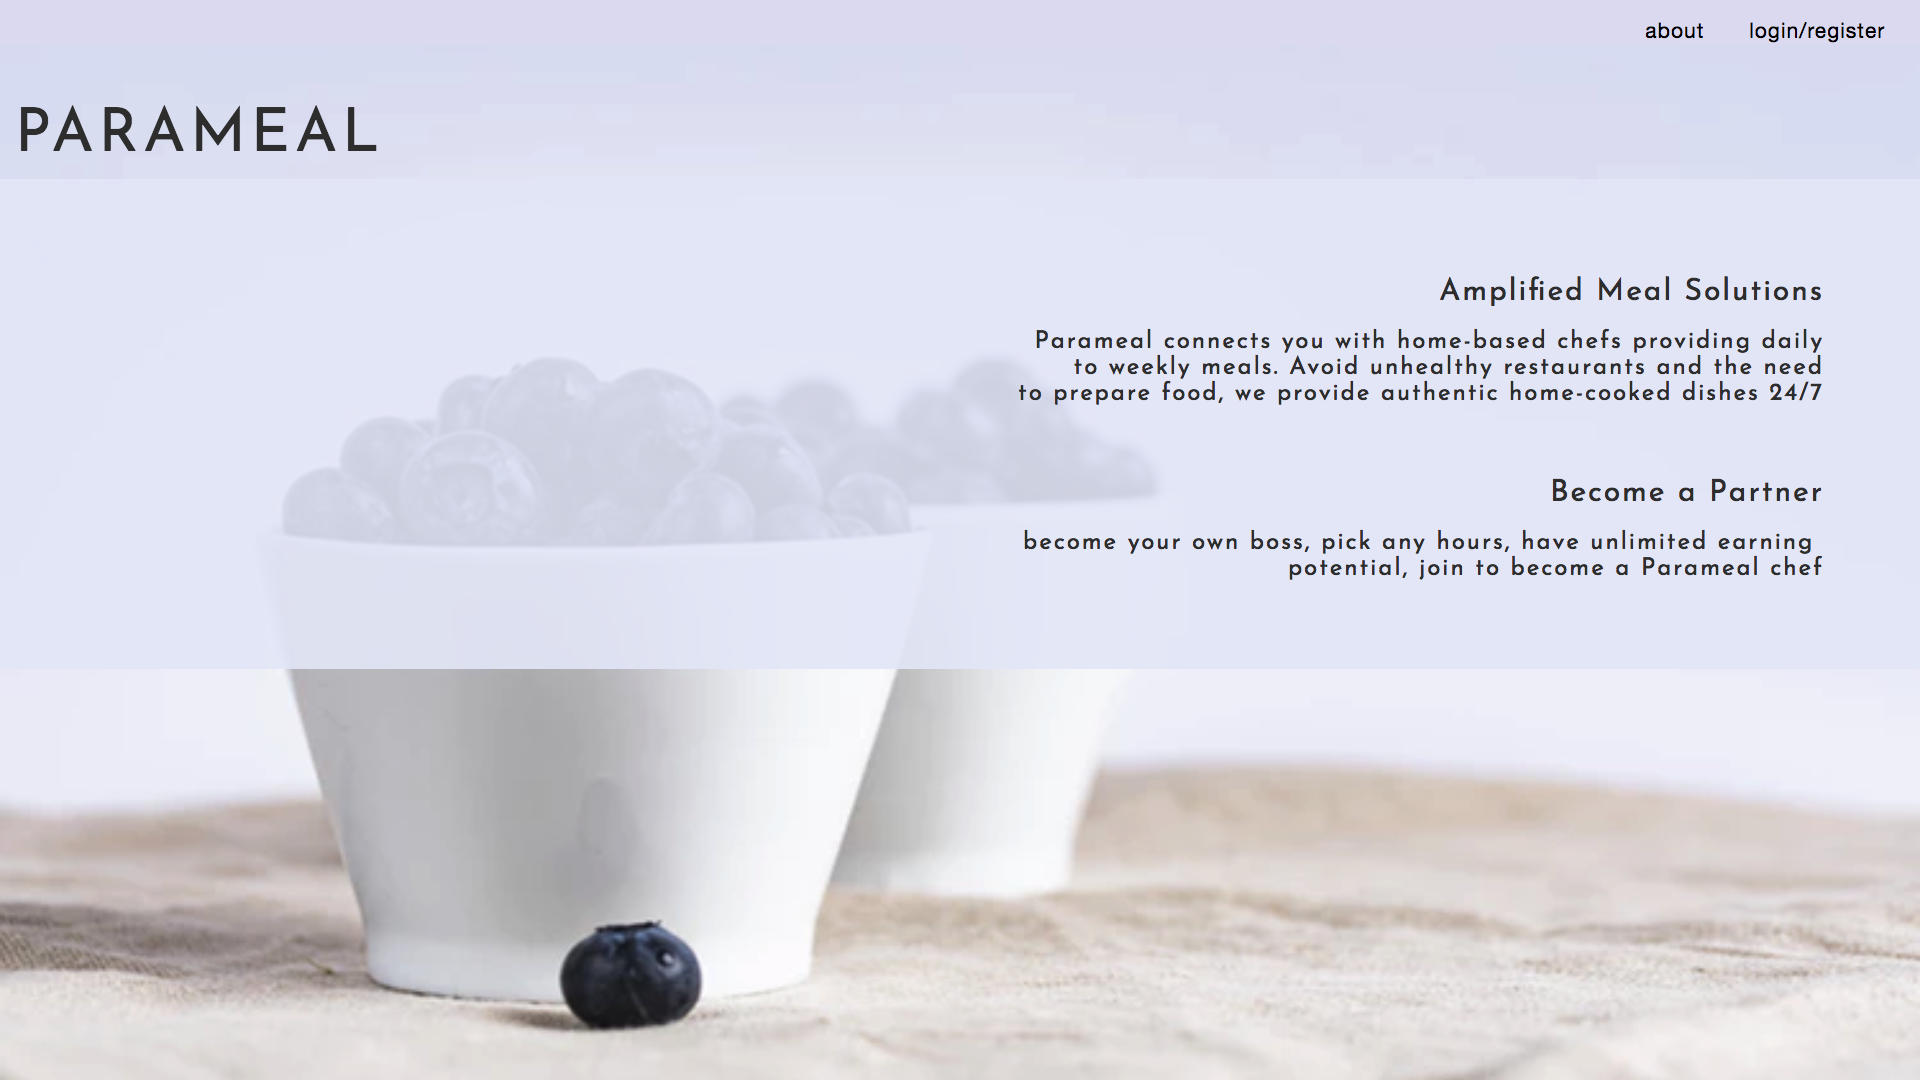 about login/register
PARAMEAL
Amplified Meal Solutions
Parameal connects you with home-based chefs providing daily
to weekly meals. Avoid unhealthy restaurants and the need
to prepare food, we provide authentic home-cooked dishes 24/7
Become a Partner
become your own boss, pick any hours, have unlimited earning
potential, join to become a Parameal chef